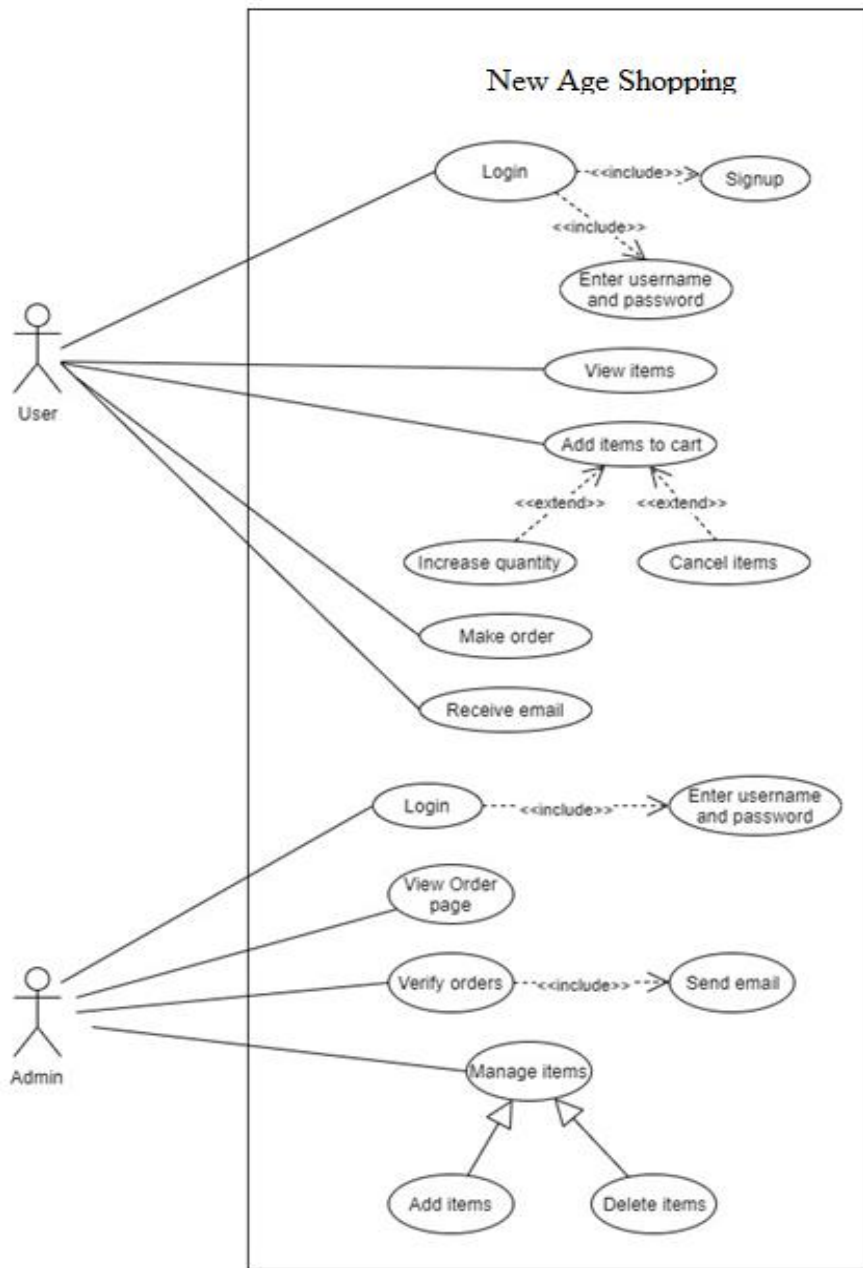 New Age Shopping
Login
<<include>>
Signup
<<include>>
Enter username
and password
View items
User
Add items to cart
<<extend>>
<<extend>>
Increase quantity
Cancel items
Make order
Receive email
Login
<<include>>
Enter username
and password
View Order
page
Verify orders
<<include>>
Send email
Admin
Manage items
Add items
Delete items